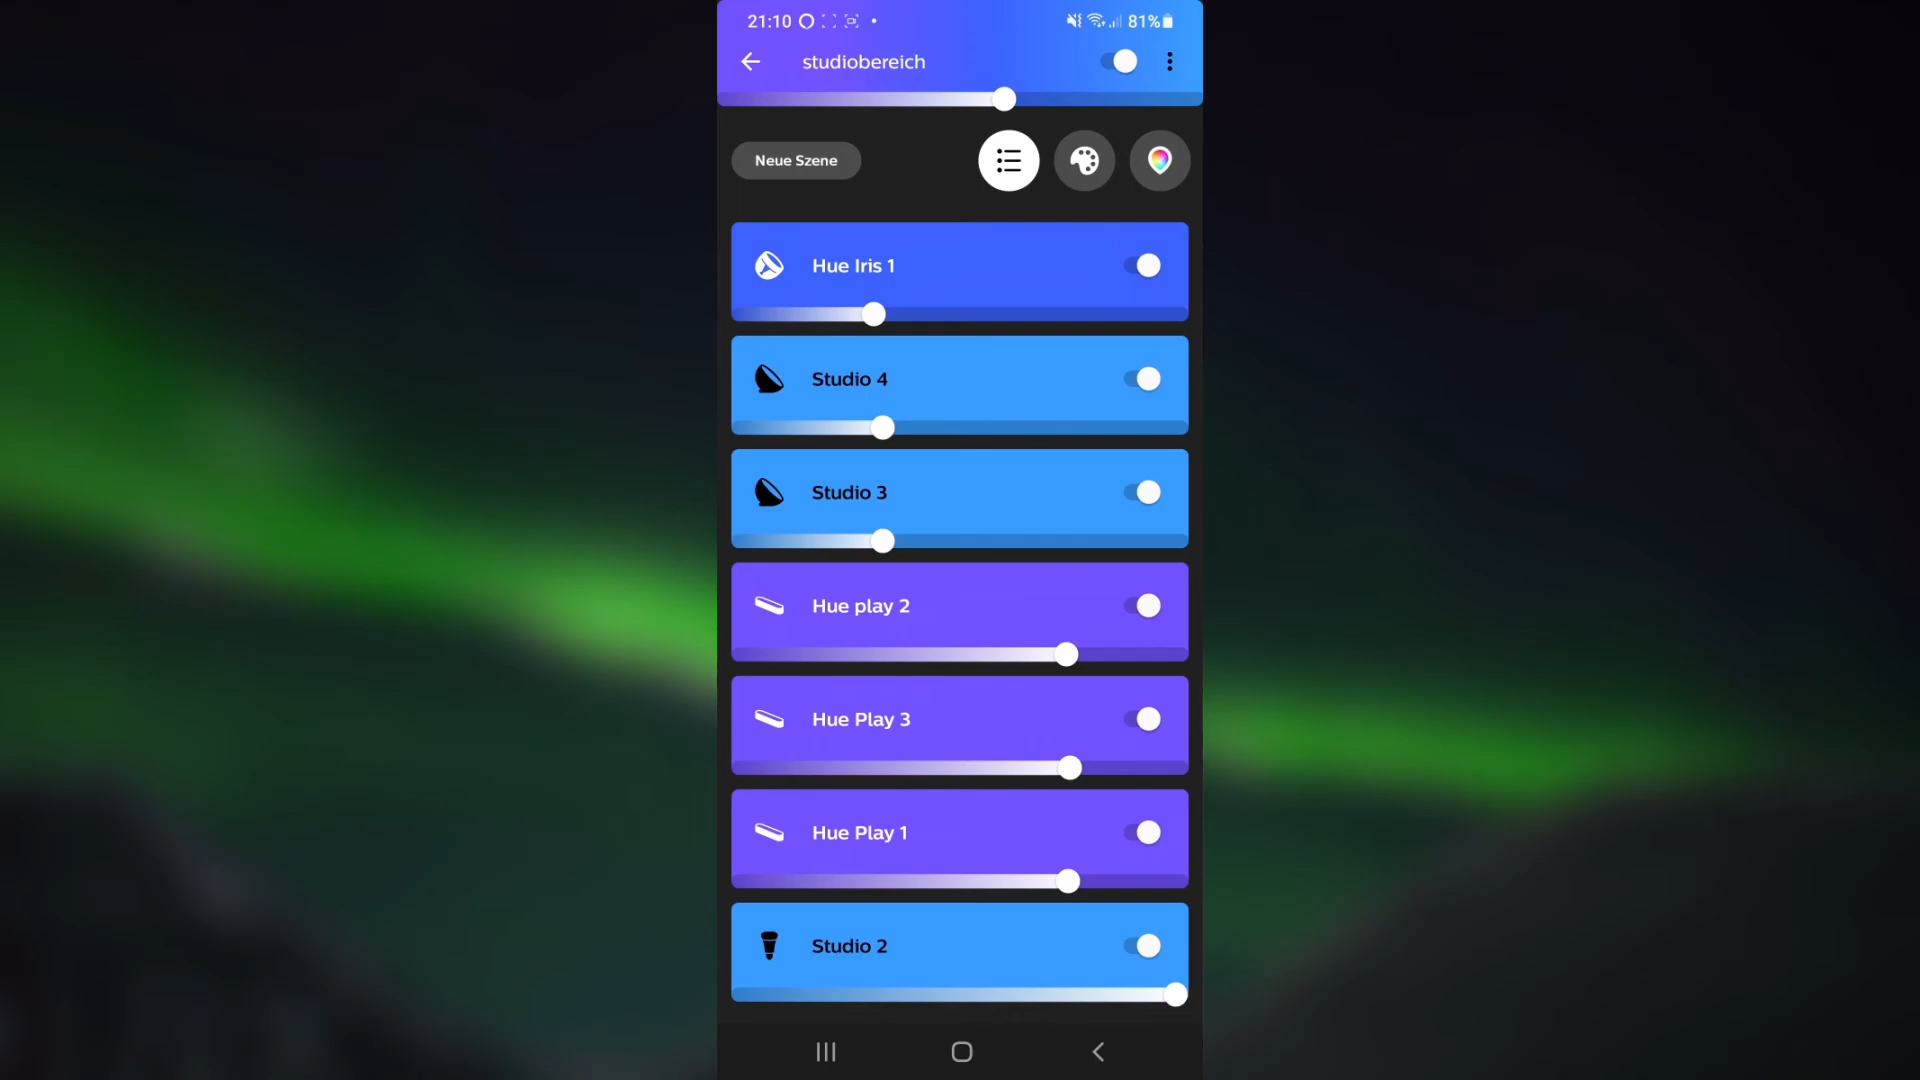 21:10 81%
studiobereich
Neue Szene
Hue Iris 1
Studio 4
Studio 3
Hue play 2
Hue Play 3
Hue Play 1
Studio 2